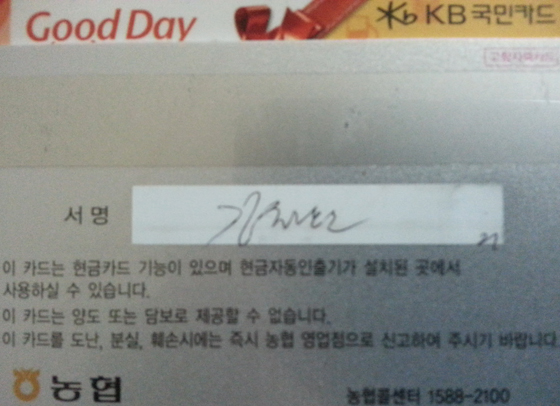 Good Day
KB 국민카드
서명
이 카드는 현금카드 기능이 있으며 현금자동인출기가 설치된 곳에서
사용하실 수 있습니다.
이 카드는 양도 또는 담보로 제공할 수 없습니다.
이 카드를 도난, 분실, 훼손시에는 즉시 농협 영업점으로 신고하여 주시기 바랍니다.
농협
농협콜센터 1588-2100